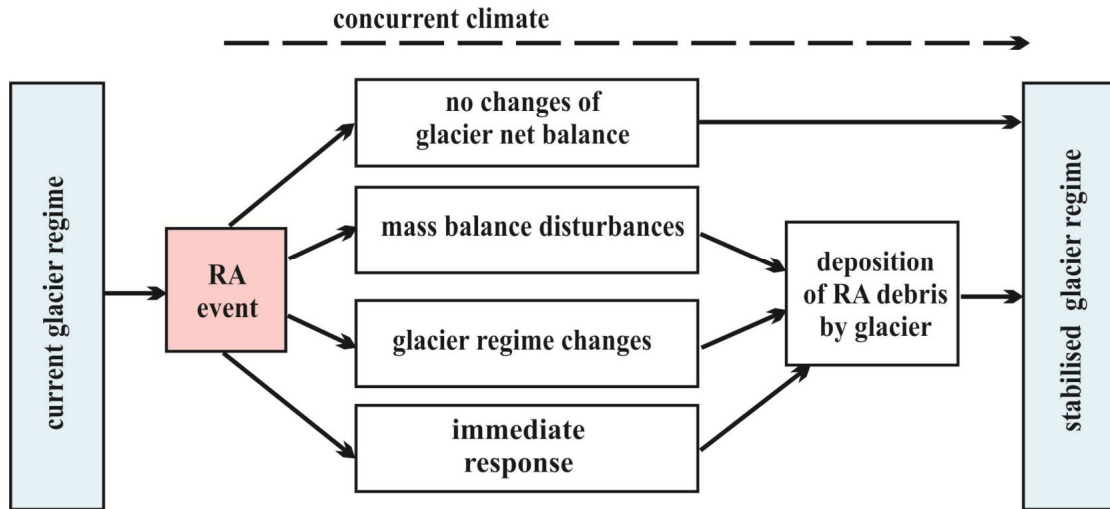 concurrent climate
current glacier regime
RA
event
no changes of
glacier net balance
mass balance disturbances
glacier regime changes
immediate
response
deposition
of RA debris
by glacier
stabilised glacier regime